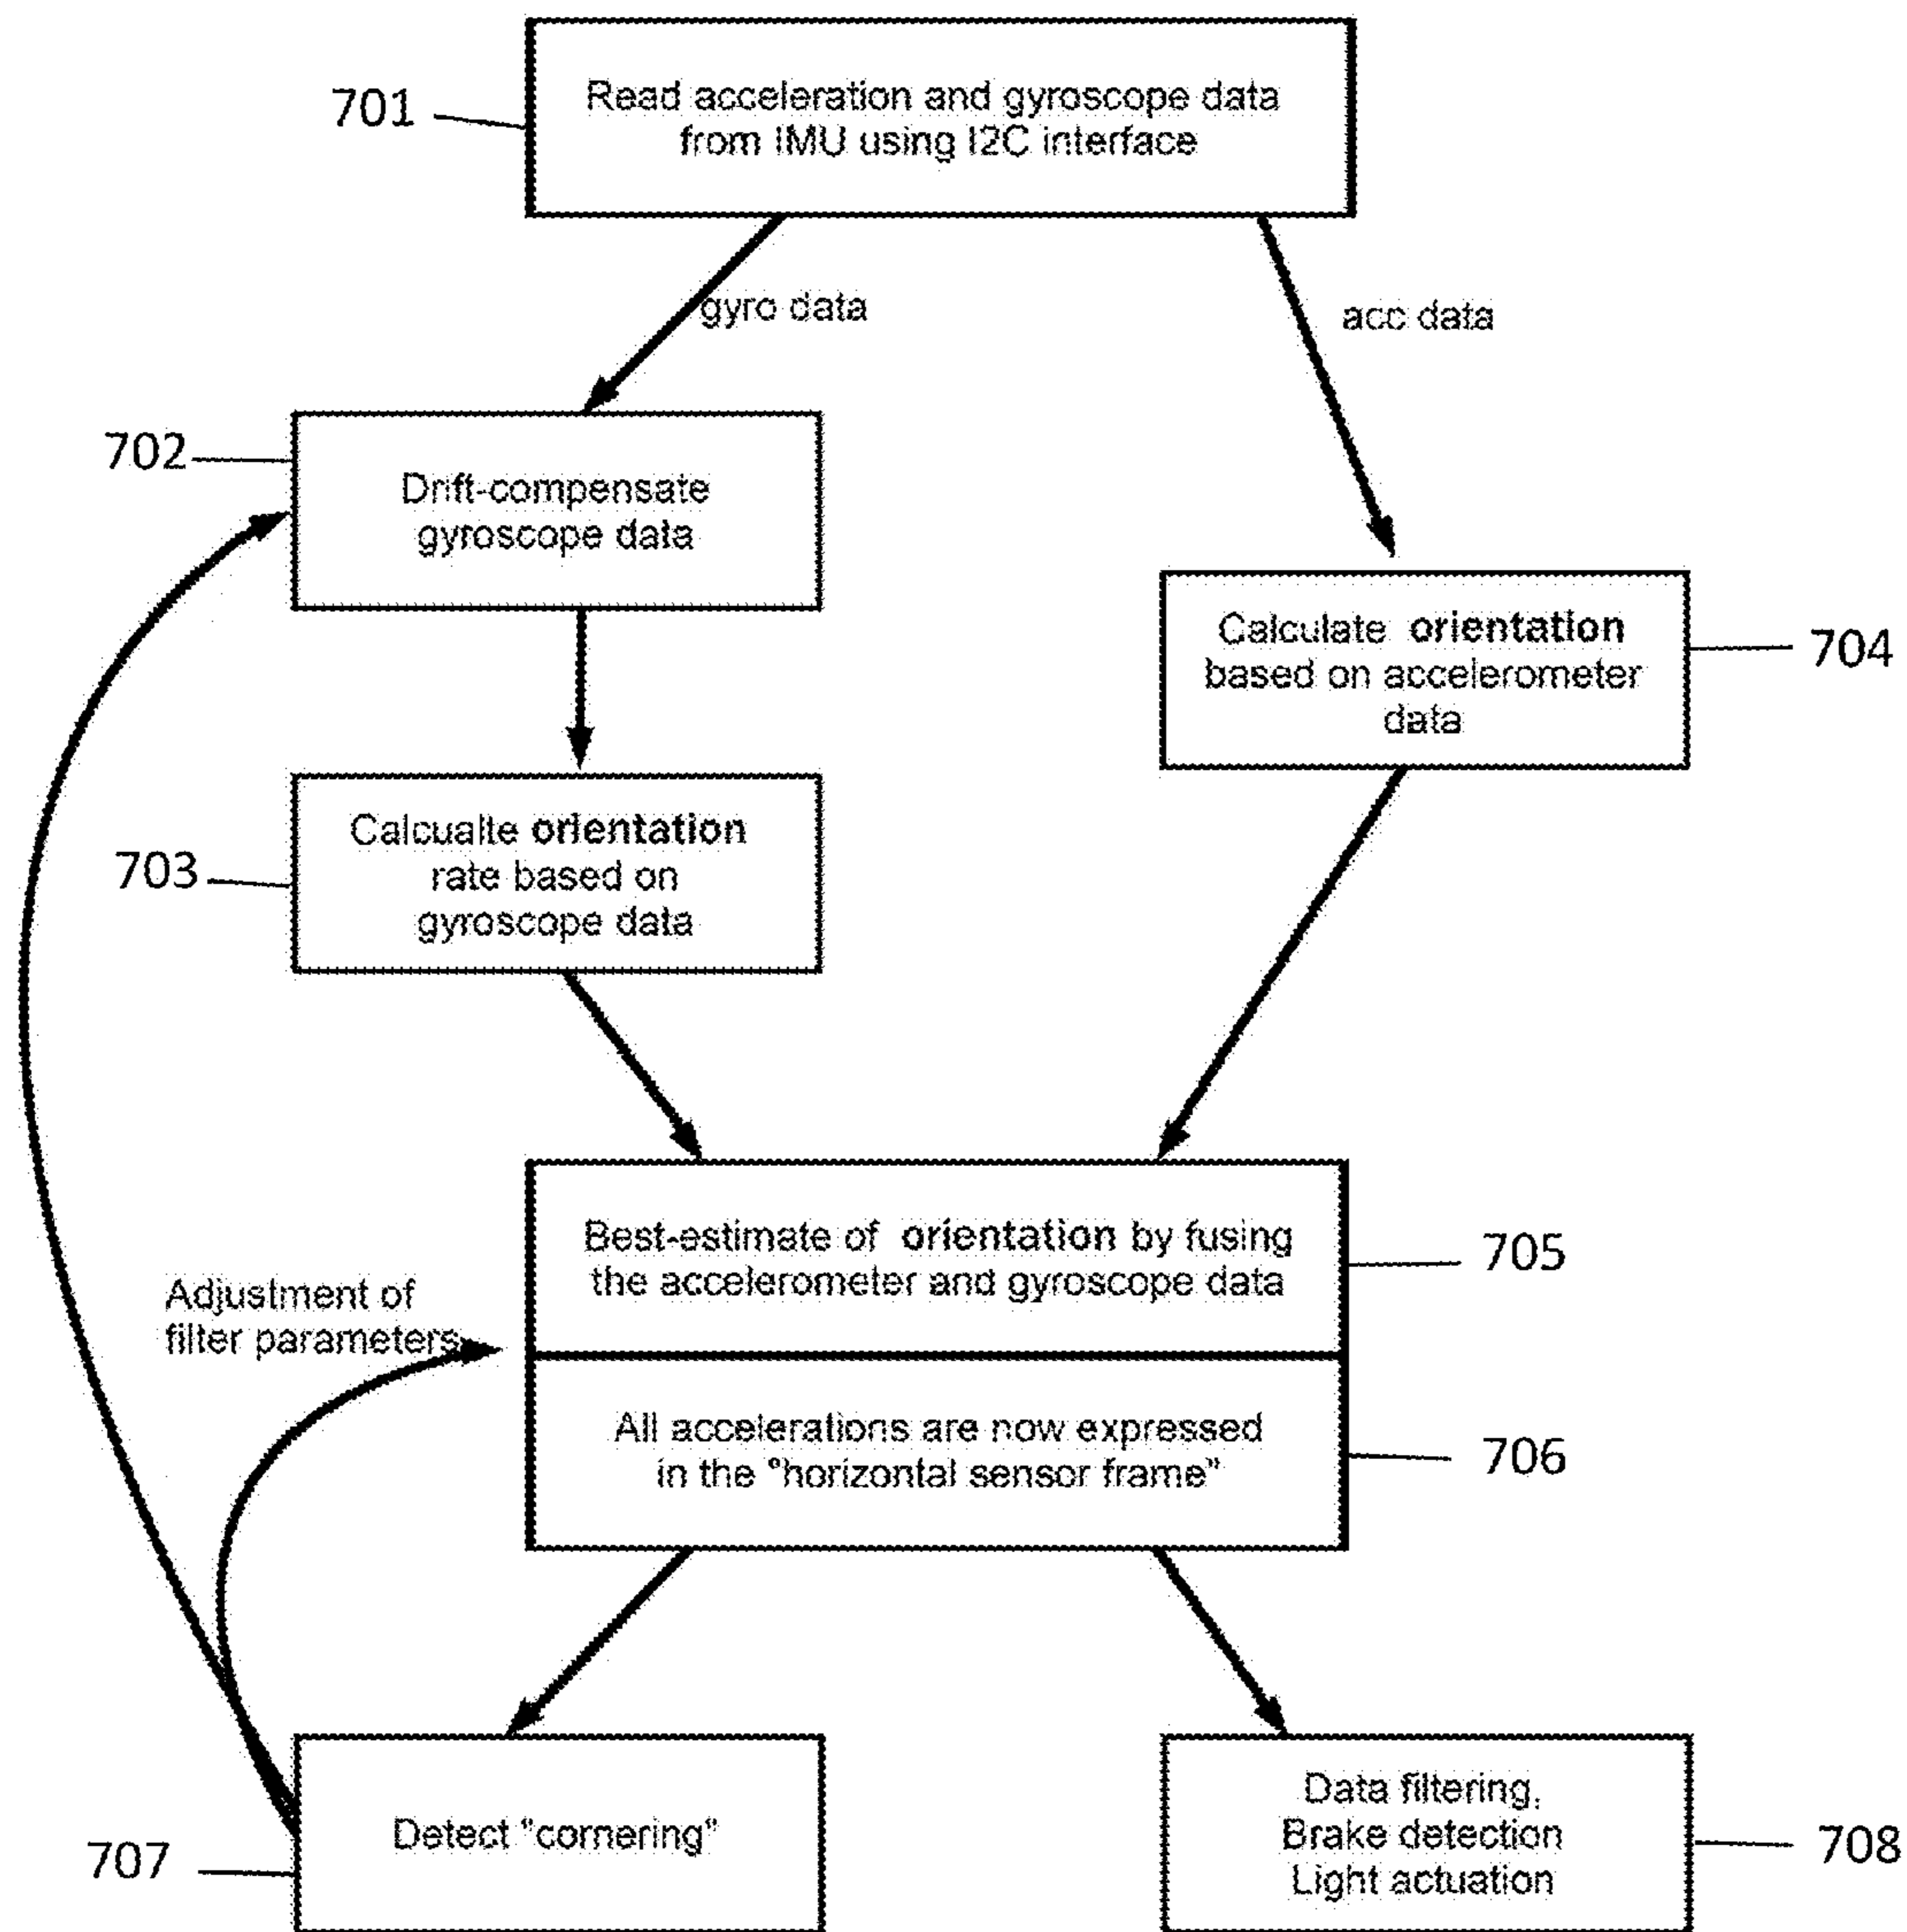 701
Read acceleration and gyroscope data
from IMU using I2C interface
gyro data
acc data
702
Drift-compensate
gyroscope data
Calculate orientation
based on accelerometer
data
704
703
Calcualte orientation
rate based on
gyroscope data
Best-estimate of orientation by fusing
the accelerometer and gyroscope data
705
Adjustment of
filter parameters
All accelerations are now expressed
in the "horizontal sensor frame"
706
707
Detect "cornering"
Data filtering,
Brake detection
Light actuation
708